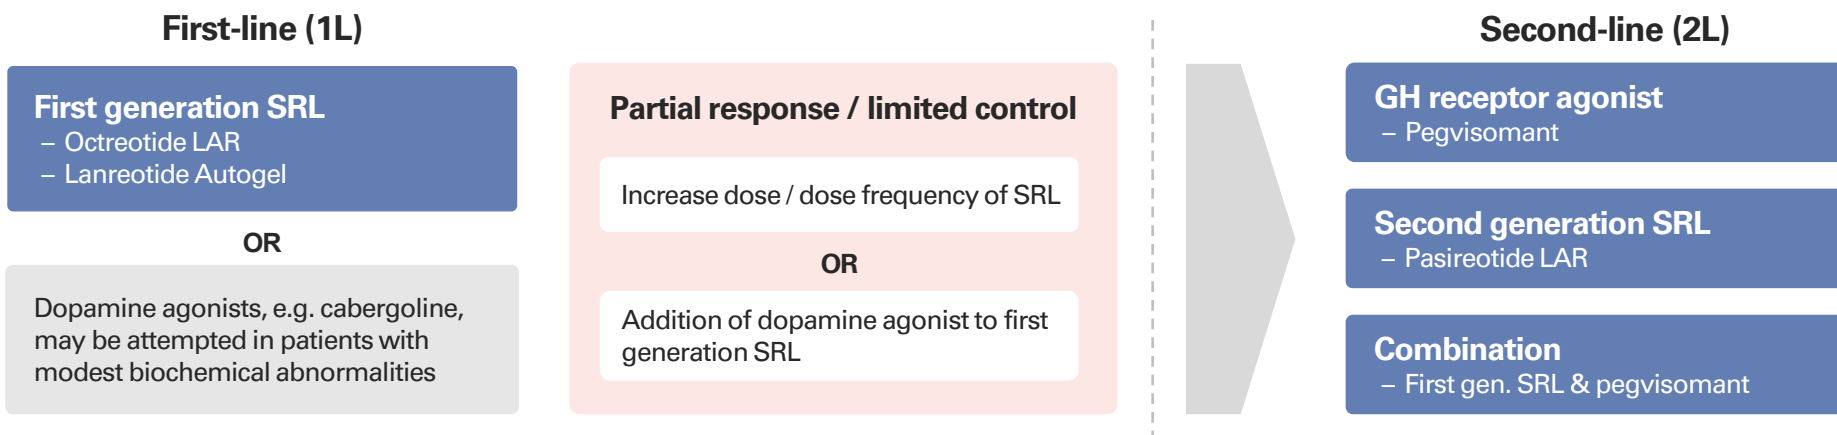 First-line (1L)
First generation SRL
– Octreotide LAR
– Lanreotide Autogel
OR
Dopamine agonists, e.g. cabergoline,
may be attempted in patients with
modest biochemical abnormalities
Partial response / limited control
Increase dose / dose frequency of SRL
OR
Addition of dopamine agonist to first
generation SRL
Second-line (2L)
GH receptor agonist
– Pegvisomant
Second generation SRL
– Pasireotide LAR
Combination
– First gen. SRL & pegvisomant